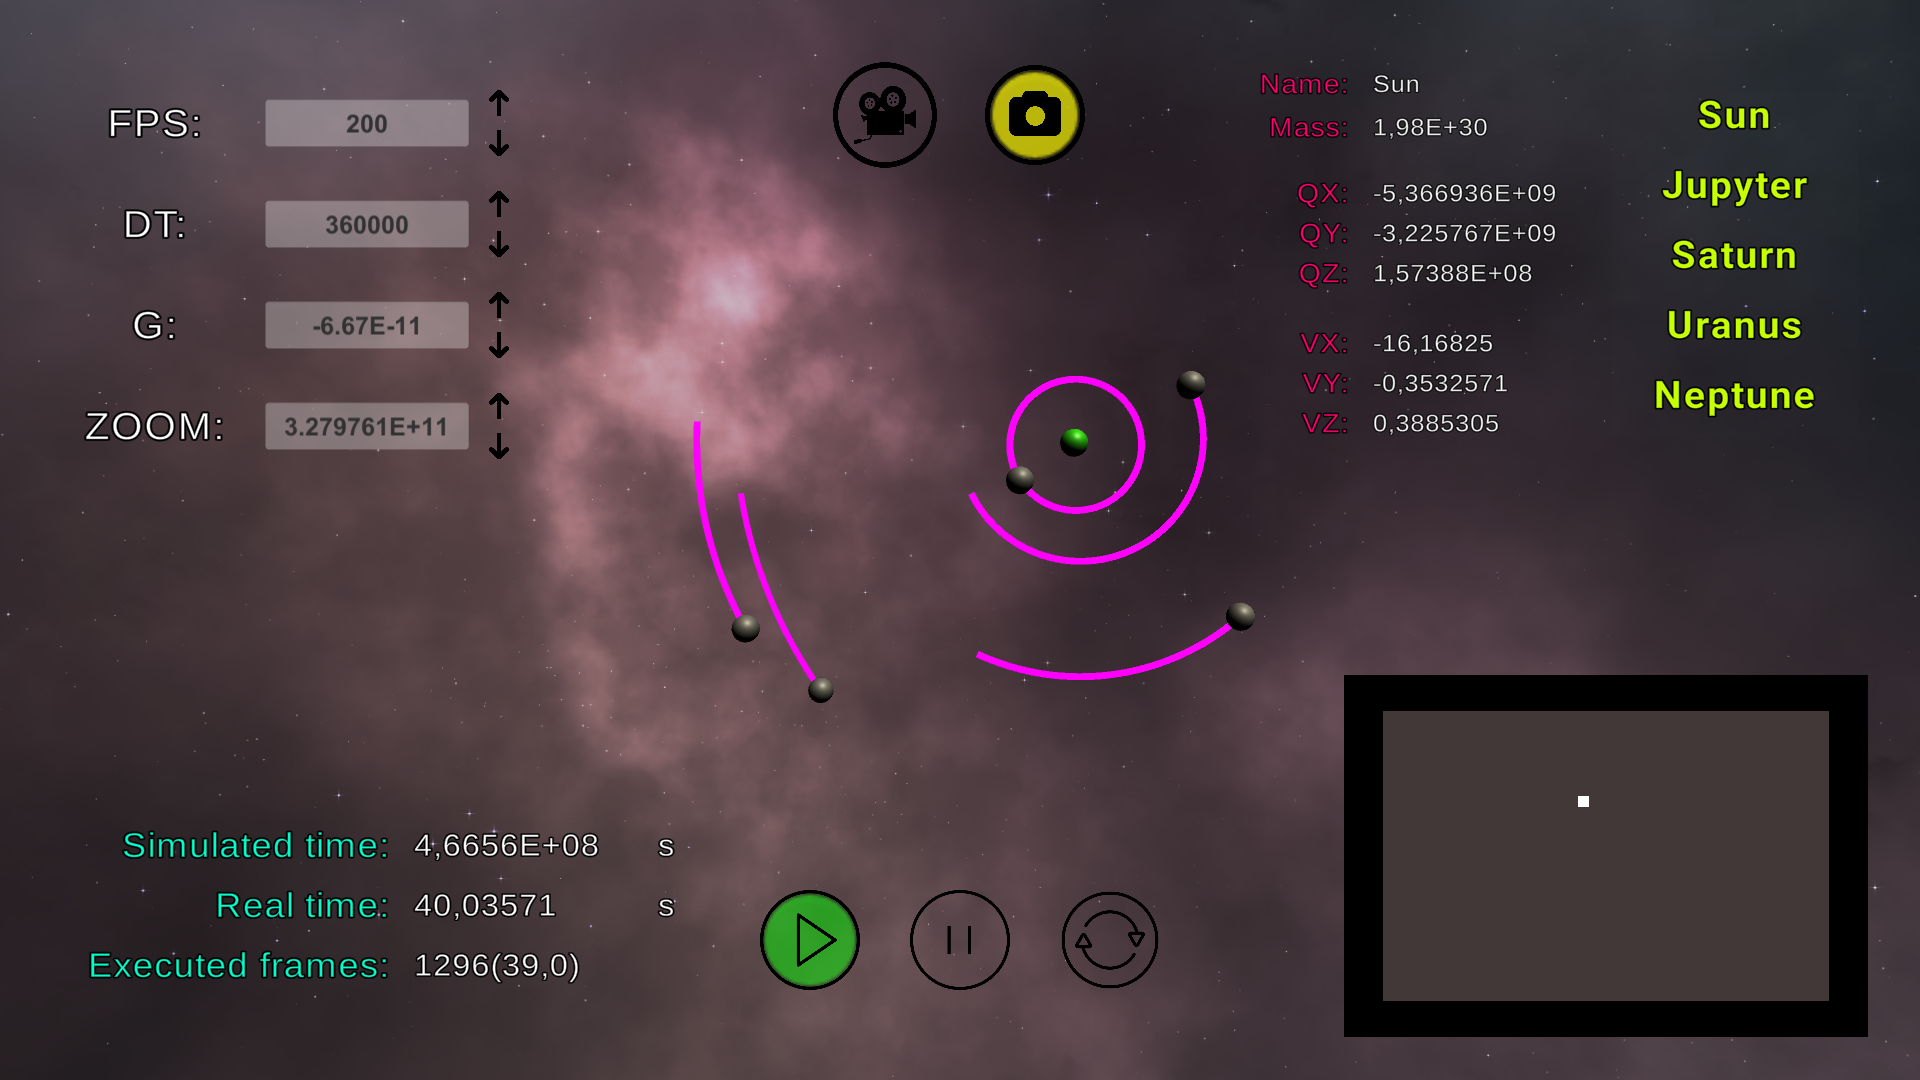 FPS: 200
DT: 360000
G: -6.67E-11
ZOOM: 3.279761E+11
Name: Sun
Mass: 1,98E+30
QX: -5,366936E+09
QY: -3,225767E+09
QZ: 1,57388E+08
VX: -16,16825
VY: -0,3532571
VZ: 0,3885305
Sun
Jupyter
Saturn
Uranus
Neptune
Simulated time: 4,6656E+08 s
Real time: 40,03571 s
Executed frames: 1296(39,0)